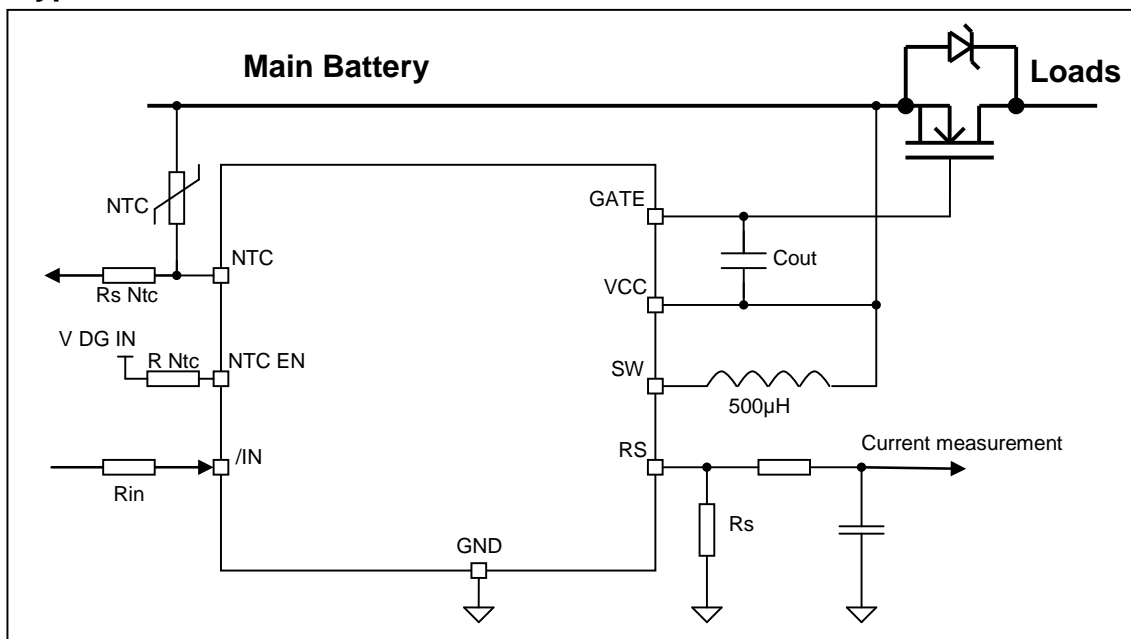 Main Battery
Loads
NTC
GATE
NTC
Cout
Rs Ntc
VCC
V DG IN
R Ntc
NTC EN
SW
500µH
/IN
RS
Current measurement
Rin
Rs
GND